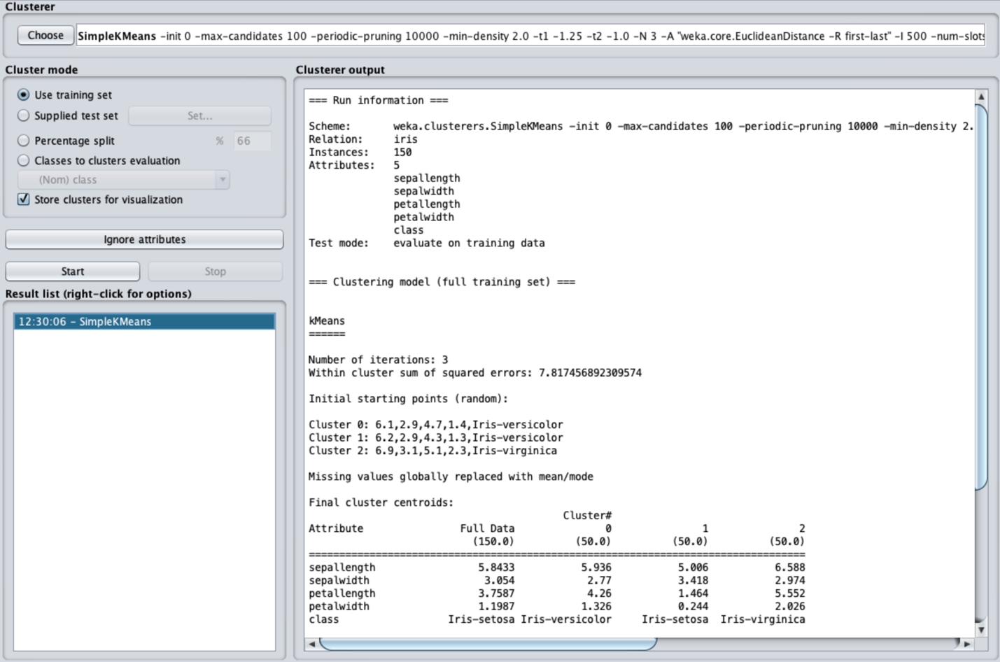 Clusterer
Choose SimpleKMeans -init 0 -max-candidates 100 -periodic-pruning 10000 -min-density 2.0 -t1 -1.25 -t2 -1.0 -N 3 -A "weka.core.EuclideanDistance -R first-last" -I 500 -num-slots
Cluster mode
Use training set
Supplied test set Set...
Percentage split % 66
Classes to clusters evaluation
(Nom) class
Store clusters for visualization
Ignore attributes
Start Stop
Result list (right-click for options)
12:30:06 - SimpleKMeans
Clusterer output
=== Run information ===
Scheme: weka.clusterers.SimpleKMeans -init 0 -max-candidates 100 -periodic-pruning 10000 -min-density 2.
Relation: iris
Instances: 150
Attributes: 5
sepallength
sepalwidth
petallength
petalwidth
class
Test mode: evaluate on training data
=== Clustering model (full training set) ===
kMeans
======
Number of iterations: 3
Within cluster sum of squared errors: 7.817456892309574
Initial starting points (random):
Cluster 0: 6.1,2.9,4.7,1.4,Iris-versicolor
Cluster 1: 6.2,2.9,4.3,1.3,Iris-versicolor
Cluster 2: 6.9,3.1,5.1,2.3,Iris-virginica
Missing values globally replaced with mean/mode
Final cluster centroids:
Cluster#
Attribute Full Data 0 1 2
(150.0) (50.0) (50.0) (50.0)
==================================================================================
sepallength 5.8433 5.936 5.006 6.588
sepalwidth 3.054 2.77 3.418 2.974
petallength 3.7587 4.26 1.464 5.552
petalwidth 1.1987 1.326 0.244 2.026
class Iris-setosa Iris-versicolor Iris-setosa Iris-virginica